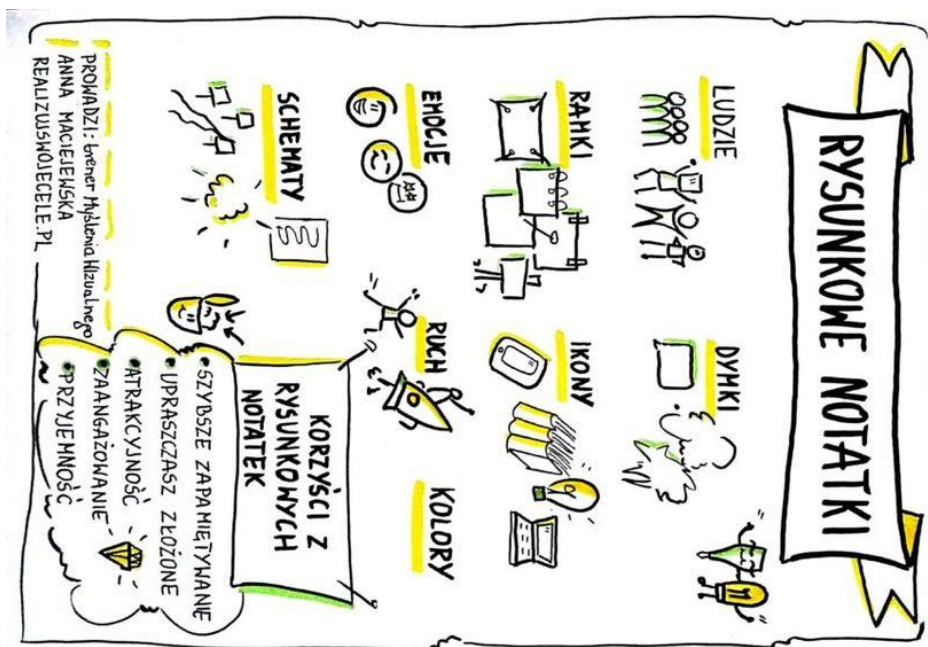 RYSUNKOWE NOTATKI
LUDZIE
DYMKI
RAMKI
IKONY
EMOCJE
RUCH
KOLORY
SCHEMATY
KORZYŚCI Z
RYSUNKOWYCH
NOTATEK
SZYBSZE ZAPAMIĘTYWANIE
UPRASZCZASZ ZŁOŻONE
ATRAKCYJNOŚĆ
ZAANGAŻOWANIE
PRZYJEMNOŚĆ
PROWADZI: trener Myślenia Wizualnego
ANNA MACIEJEWSKA
REALIZUJSWOJECELE.PL